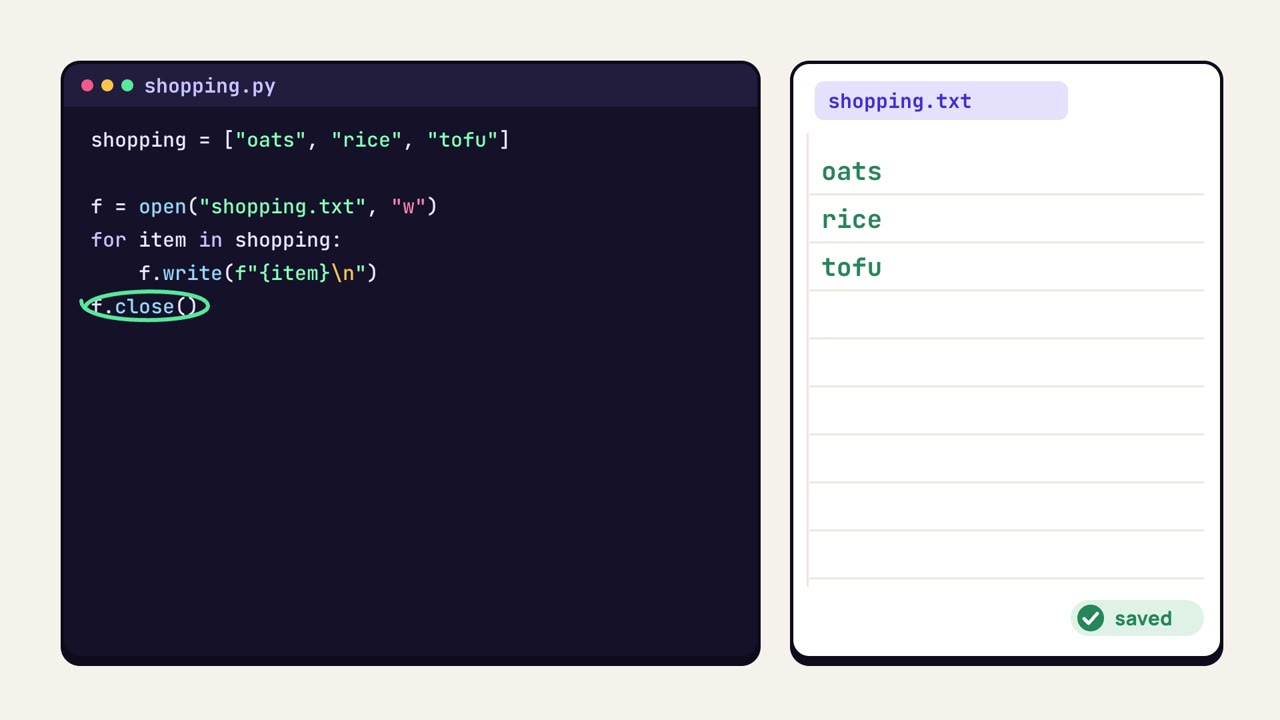 shopping.py
shopping = ["oats", "rice", "tofu"]
f = open("shopping.txt", "w")
for item in shopping:
    f.write(f"{item}\n")
f.close()
shopping.txt
oats
rice
tofu
saved